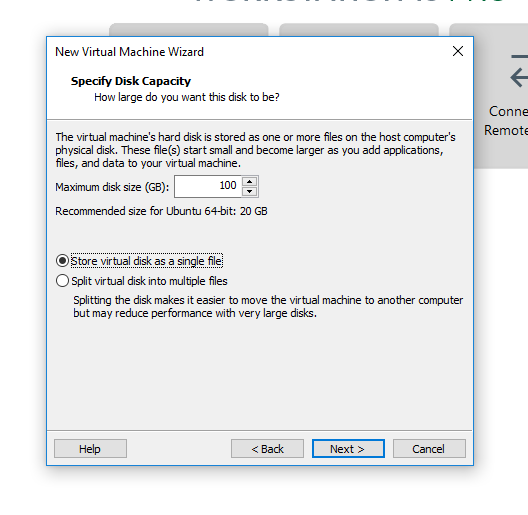 New Virtual Machine Wizard
Specify Disk Capacity
How large do you want this disk to be?
Conne
Remote
The virtual machine's hard disk is stored as one or more files on the host computer's
physical disk. These file(s) start small and become larger as you add applications,
files, and data to your virtual machine.
Maximum disk size (GB): 100
Recommended size for Ubuntu 64-bit: 20 GB
Store virtual disk as a single file
Split virtual disk into multiple files
Splitting the disk makes it easier to move the virtual machine to another computer
but may reduce performance with very large disks.
Help < Back Next > Cancel